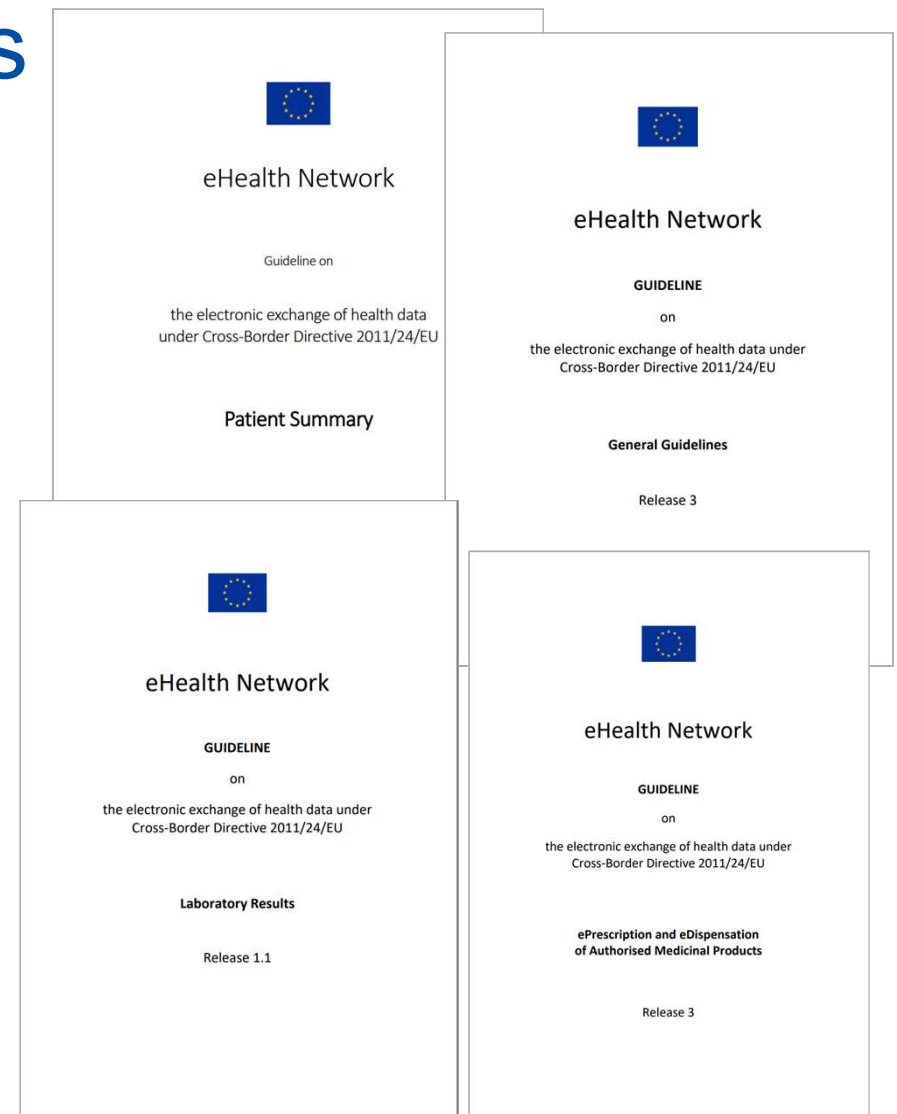 s
eHealth Network
Guideline on
the electronic exchange of health data
under Cross-Border Directive 2011/24/EU
Patient Summary
eHealth Network
GUIDELINE
on
the electronic exchange of health data under
Cross-Border Directive 2011/24/EU
General Guidelines
Release 3
eHealth Network
GUIDELINE
on
the electronic exchange of health data under
Cross-Border Directive 2011/24/EU
Laboratory Results
Release 1.1
eHealth Network
GUIDELINE
on
the electronic exchange of health data under
Cross-Border Directive 2011/24/EU
ePrescription and eDispensation
of Authorised Medicinal Products
Release 3